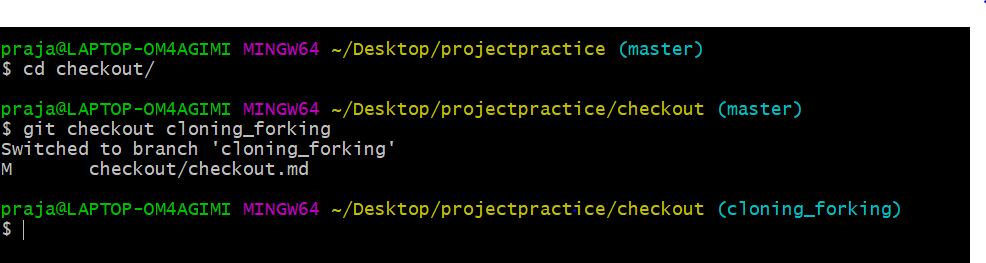 praja@LAPTOP-OM4AGIMI MINGW64 ~/Desktop/projectpractice (master)
$ cd checkout/
praja@LAPTOP-OM4AGIMI MINGW64 ~/Desktop/projectpractice/checkout (master)
$ git checkout cloning_forking
Switched to branch 'cloning_forking'
M       checkout/checkout.md
praja@LAPTOP-OM4AGIMI MINGW64 ~/Desktop/projectpractice/checkout (cloning_forking)
$